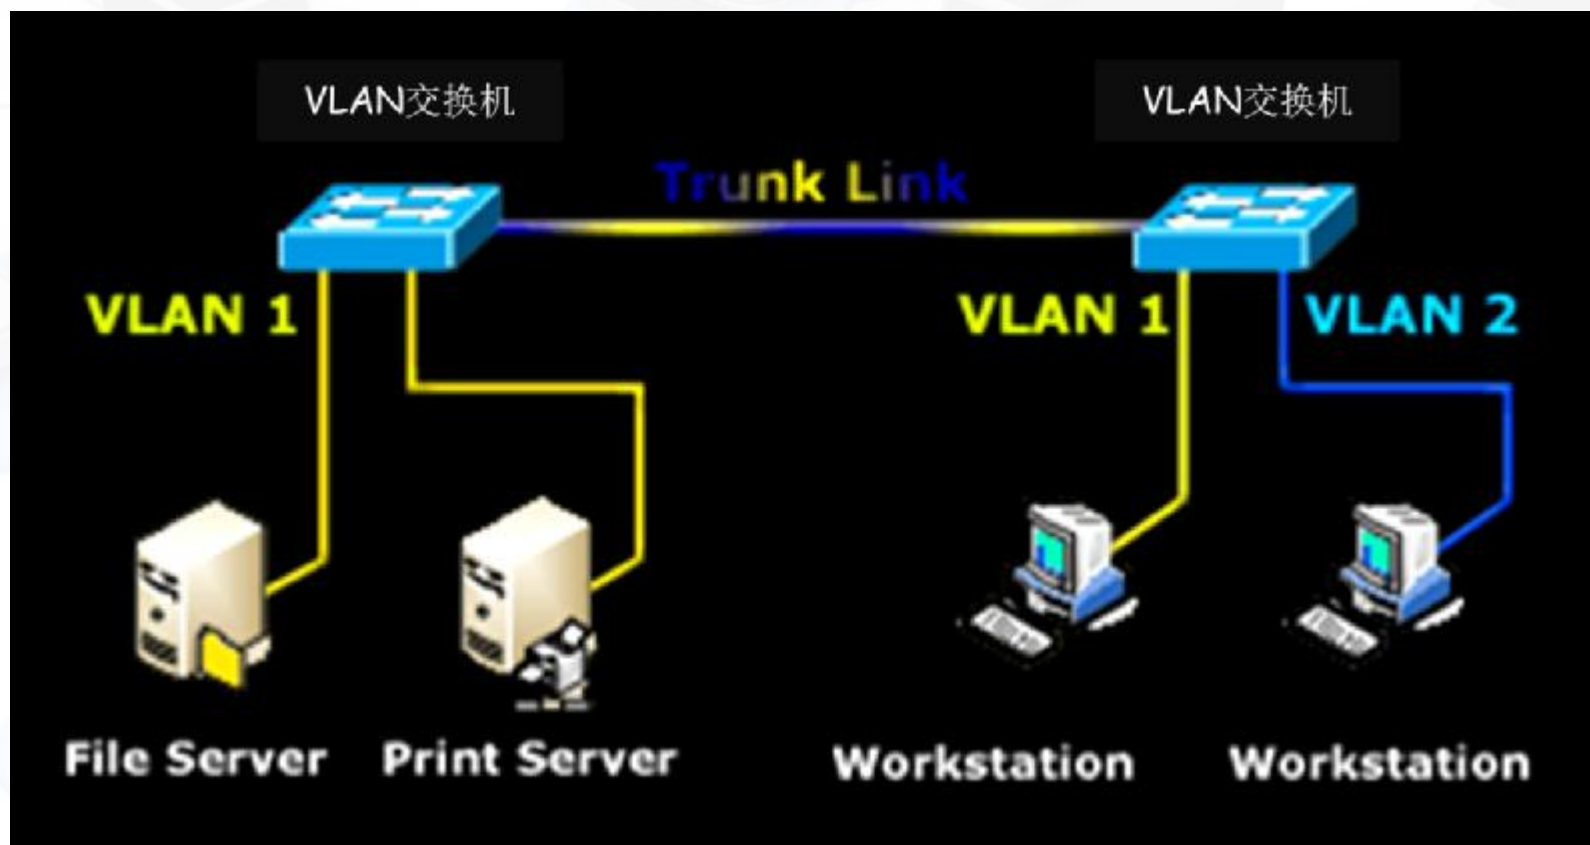 VLAN交换机
VLAN交换机
Trunk Link
VLAN 1
VLAN 1
VLAN 2
File Server
Print Server
Workstation
Workstation